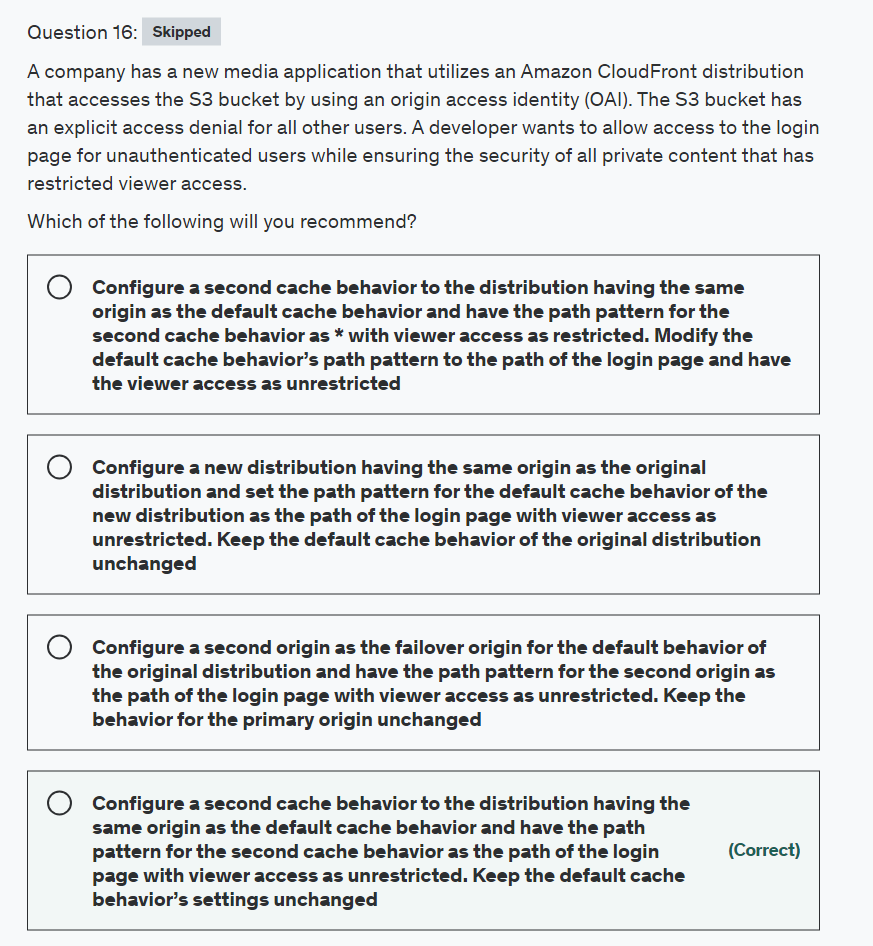 Question 16: Skipped
A company has a new media application that utilizes an Amazon CloudFront distribution
that accesses the S3 bucket by using an origin access identity (OAI). The S3 bucket has
an explicit access denial for all other users. A developer wants to allow access to the login
page for unauthenticated users while ensuring the security of all private content that has
restricted viewer access.
Which of the following will you recommend?
Configure a second cache behavior to the distribution having the same
origin as the default cache behavior and have the path pattern for the
second cache behavior as * with viewer access as restricted. Modify the
default cache behavior's path pattern to the path of the login page and have
the viewer access as unrestricted
Configure a new distribution having the same origin as the original
distribution and set the path pattern for the default cache behavior of the
new distribution as the path of the login page with viewer access as
unrestricted. Keep the default cache behavior of the original distribution
unchanged
Configure a second origin as the failover origin for the default behavior of
the original distribution and have the path pattern for the second origin as
the path of the login page with viewer access as unrestricted. Keep the
behavior for the primary origin unchanged
Configure a second cache behavior to the distribution having the
same origin as the default cache behavior and have the path
pattern for the second cache behavior as the path of the login
page with viewer access as unrestricted. Keep the default cache
behavior's settings unchanged
(Correct)